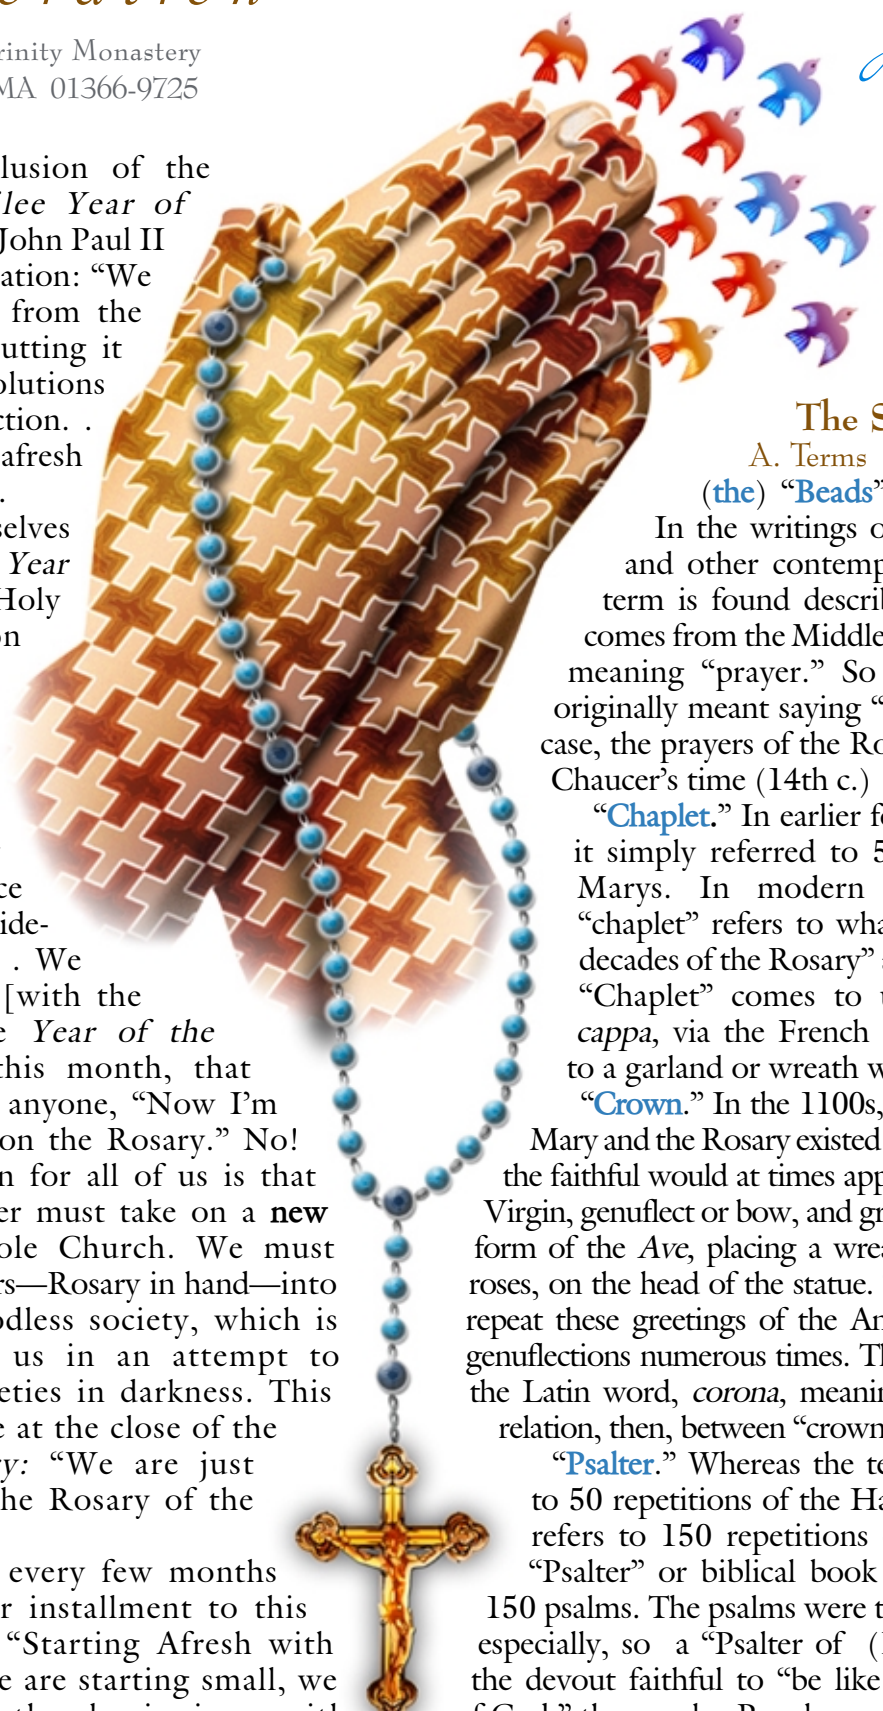 rinity Monastery
MA 01366-9725
lusion of the
lee Year of
John Paul II
ation: “We
from the
utting it
olutions
ction. .
afresh
.
selves
Year
Holy
on
ce
ide-
. We
[with the
e Year of the
this month, that
anyone, “Now I’m
on the Rosary.” No!
n for all of us is that
er must take on a new
ole Church. We must
rs—Rosary in hand—into
odless society, which is
us in an attempt to
eties in darkness. This
e at the close of the
y: “We are just
he Rosary of the
every few months
r installment to this
“Starting Afresh with
e are starting small, we
The S
A. Terms
(the) “Beads”
In the writings o
and other contemp
term is found describ
comes from the Middle
meaning “prayer.” So
originally meant saying “
case, the prayers of the Ro
Chaucer’s time (14th c.)
“Chaplet.” In earlier fo
it simply referred to 5
Marys. In modern
“chaplet” refers to wha
decades of the Rosary” a
“Chaplet” comes to u
cappa, via the French
to a garland or wreath w
“Crown.” In the 1100s,
Mary and the Rosary existed
the faithful would at times app
Virgin, genuflect or bow, and gr
form of the Ave, placing a wrea
roses, on the head of the statue.
repeat these greetings of the An
genuflections numerous times. Th
the Latin word, corona, meanin
relation, then, between “crown
“Psalter.” Whereas the te
to 50 repetitions of the Ha
refers to 150 repetitions
“Psalter” or biblical book
150 psalms. The psalms were t
especially, so a “Psalter of (
the devout faithful to “be like